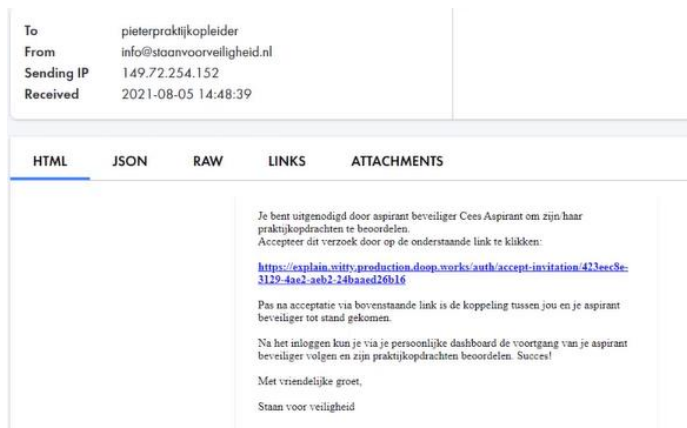 To pieterpraktijkopleider
From info@staanvoorveiligheid.nl
Sending IP 149.72.254.152
Received 2021-08-05 14:48:39
HTML JSON RAW LINKS ATTACHMENTS
Je bent uitgenodigd door aspirant beveiliger Cees Aspirant om zijn/haar
praktijkopdrachten te beoordelen.
Accepteer dit verzoek door op de onderstaande link te klikken:
https://explain.witty.production.doop.works/auth/accept-invitation/423eec8e-
3129-4ae2-aeb2-24baaed26b16
Pas na acceptatie via bovenstaande link is de koppeling tussen jou en je aspirant
beveiliger tot stand gekomen.
Na het inloggen kun je via je persoonlijke dashboard de voortgang van je aspirant
beveiliger volgen en zijn praktijkopdrachten beoordelen. Succes!
Met vriendelijke groet,
Staan voor veiligheid